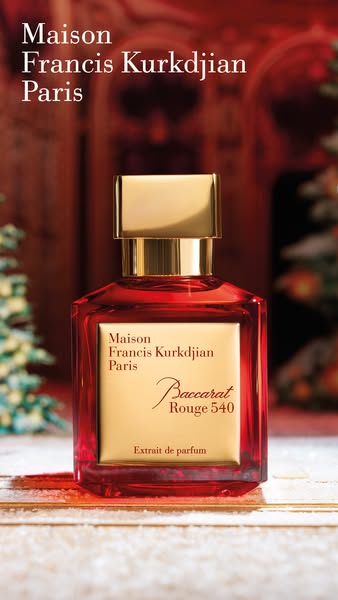 Maison
Francis Kurkdjian
Paris
Maison
Francis Kurkdjian
Paris
Baccarat
Rouge 540
Extrait de parfum